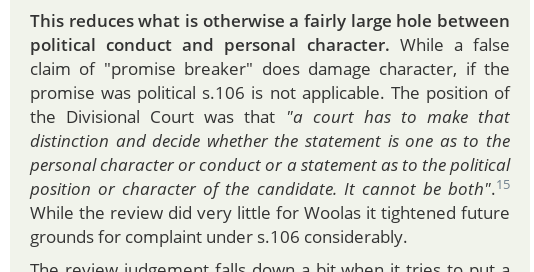 This reduces what is otherwise a fairly large hole between
political conduct and personal character. While a false
claim of "promise breaker" does damage character, if the
promise was political s.106 is not applicable. The position of
the Divisional Court was that "a court has to make that
distinction and decide whether the statement is one as to the
personal character or conduct or a statement as to the political
position or character of the candidate. It cannot be both".15
While the review did very little for Woolas it tightened future
grounds for complaint under s.106 considerably.
The review judgement falls down a bit when it tries to put a